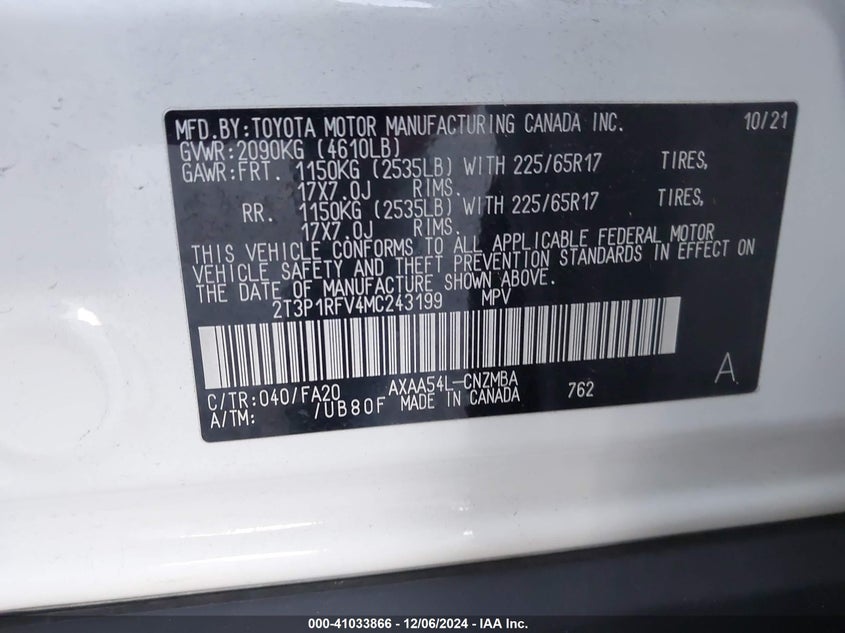 MFD.BY:TOYOTA MOTOR MANUFACTURING CANADA INC. 10/21
GVWR:2090KG (4610LB)
GAWR:FRT. 1150KG (2535LB) WITH 225/65R17 TIRES,
17X7.0J RIMS.
RR. 1150KG (2535LB) WITH 225/65R17 TIRES,
17X7.0J RIMS.
THIS VEHICLE CONFORMS TO ALL APPLICABLE FEDERAL MOTOR
VEHICLE SAFETY AND THEFT PREVENTION STANDARDS IN EFFECT ON
THE DATE OF MANUFACTURE SHOWN ABOVE.
2T3P1RFV4MC243199 MPV
C/TR:040/FA20 AXAA54L-CNZMBA
A/TM: /UB80F MADE IN CANADA 762 A.
000-41033866 - 12/06/2024 - IAA Inc.